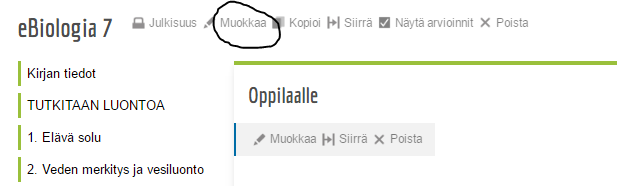 eBiologia 7
Julkisuus Muokkaa Kopioi Siirrä Näytä arvioinnit Poista
Kirjan tiedot
TUTKITAAN LUONTOA
1. Elävä solu
2. Veden merkitys ja vesiluonto
Oppilaalle
Muokkaa Siirrä Poista